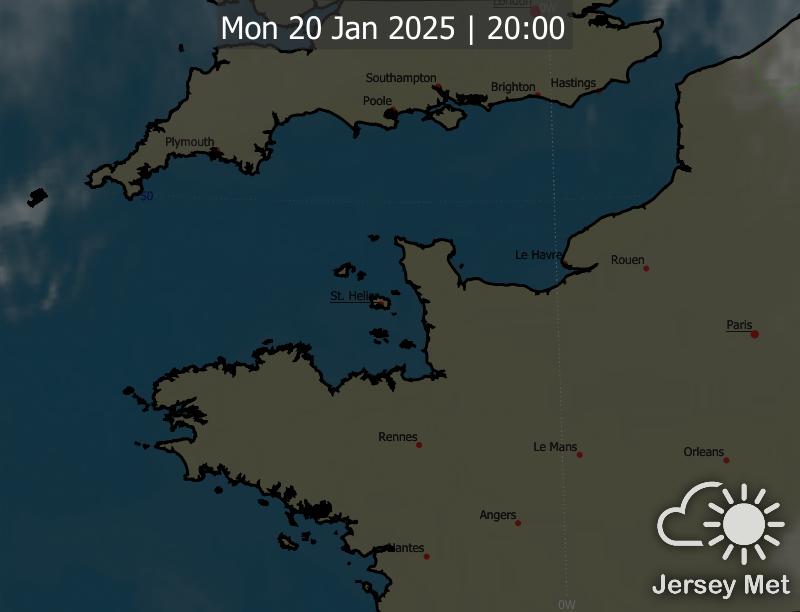 London
0W
Mon 20 Jan 2025 | 20:00
Southampton
Brighton
Hastings
Poole
Plymouth
50
Le Havre
Rouen
St. Helier
Paris
Rennes
Le Mans
Orleans
Angers
Nantes
Jersey Met
0W